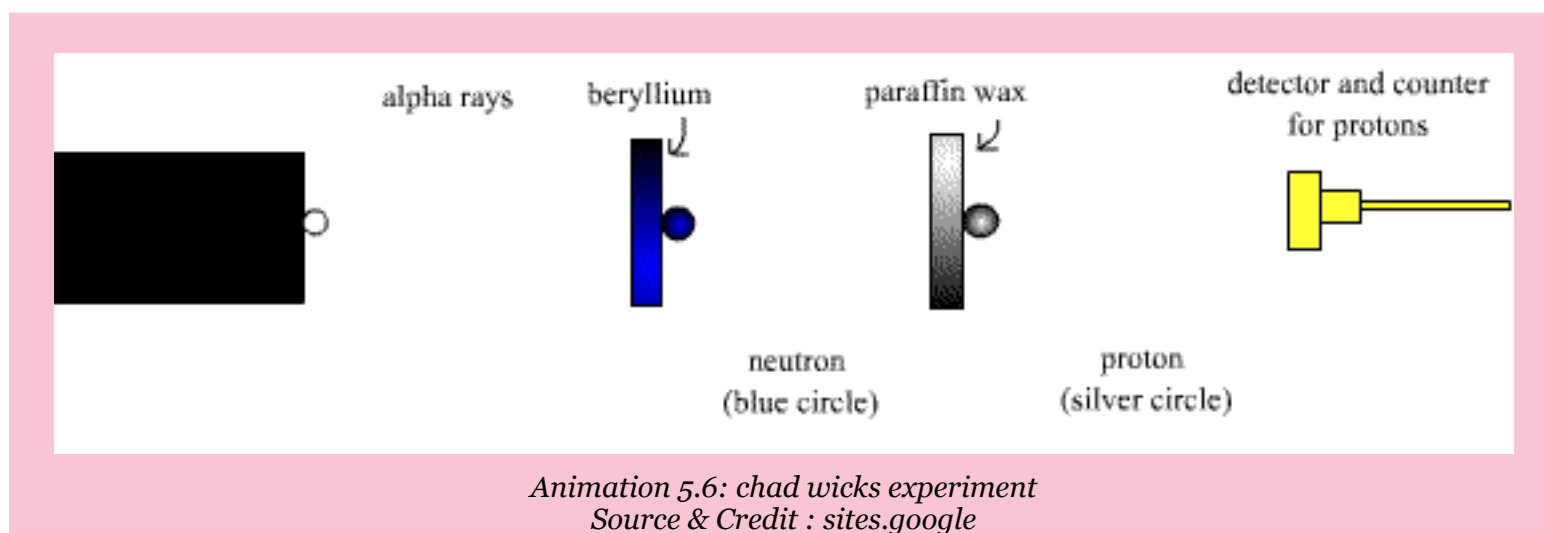 alpha rays
beryllium
paraffin wax
detector and counter
for protons
neutron
(blue circle)
proton
(silver circle)
Animation 5.6: chad wicks experiment
Source & Credit : sites.google